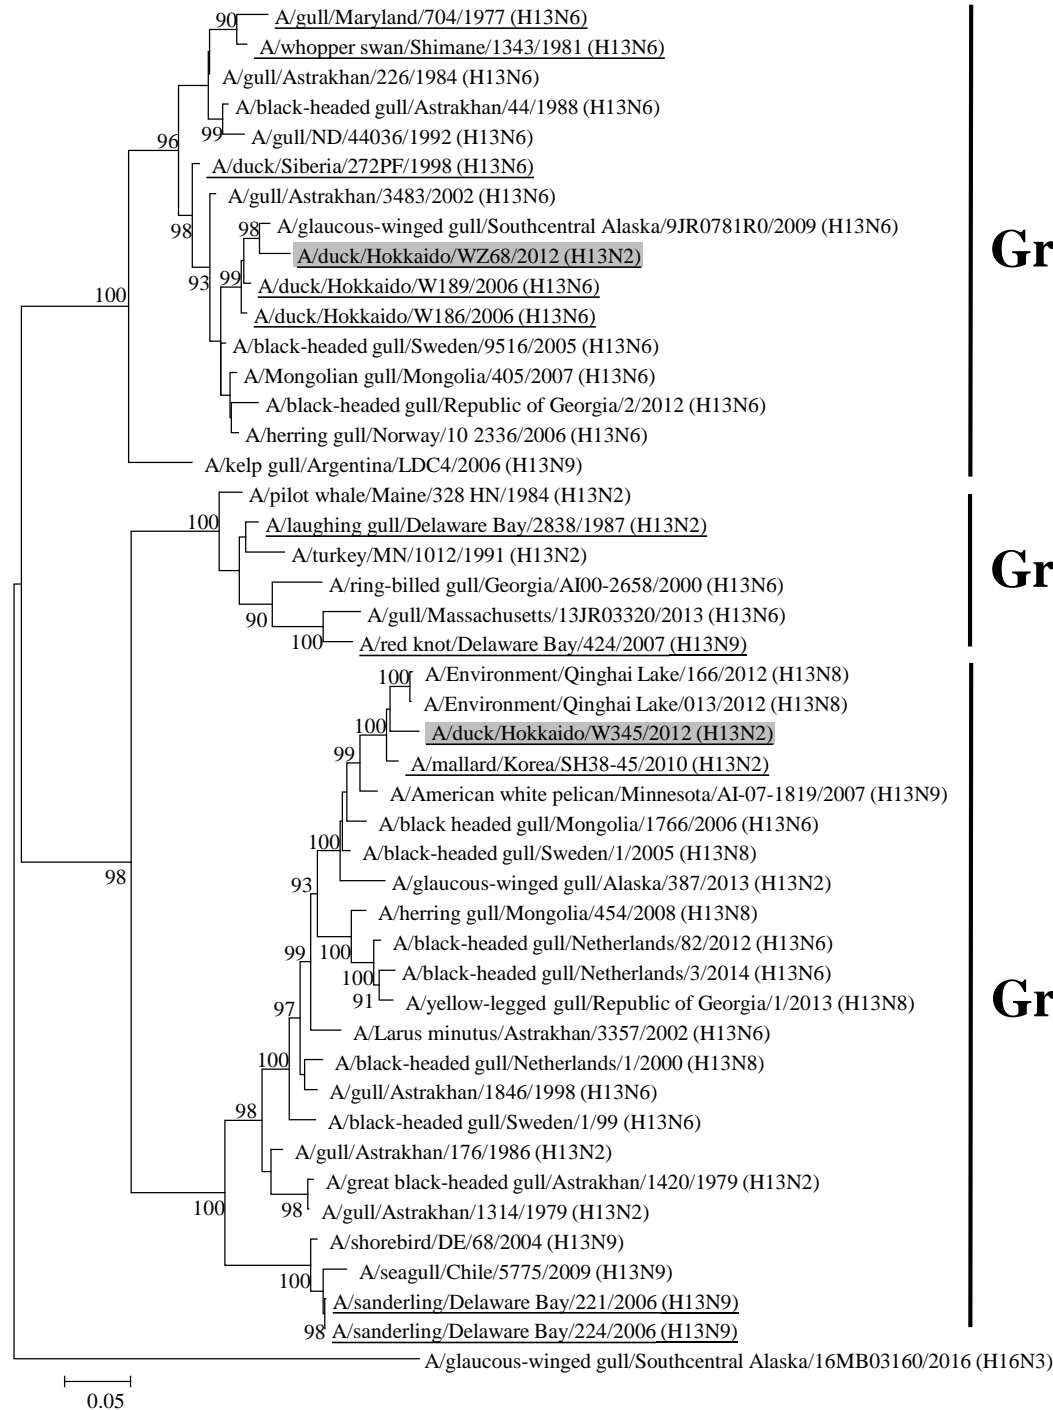 90
A/gull/Maryland/704/1977 (H13N6)
A/whopper swan/Shimane/1343/1981 (H13N6)
A/gull/Astrakhan/226/1984 (H13N6)
A/black-headed gull/Astrakhan/44/1988 (H13N6)
99
A/gull/ND/44036/1992 (H13N6)
96
A/duck/Siberia/272PF/1998 (H13N6)
A/gull/Astrakhan/3483/2002 (H13N6)
98
98
A/glaucous-winged gull/Southcentral Alaska/9JR0781R0/2009 (H13N6)
Gr
A/duck/Hokkaido/WZ68/2012 (H13N2)
93
99
A/duck/Hokkaido/W189/2006 (H13N6)
100
A/duck/Hokkaido/W186/2006 (H13N6)
A/black-headed gull/Sweden/9516/2005 (H13N6)
A/Mongolian gull/Mongolia/405/2007 (H13N6)
A/black-headed gull/Republic of Georgia/2/2012 (H13N6)
A/herring gull/Norway/10 2336/2006 (H13N6)
A/kelp gull/Argentina/LDC4/2006 (H13N9)
A/pilot whale/Maine/328 HN/1984 (H13N2)
100
A/laughing gull/Delaware Bay/2838/1987 (H13N2)
A/turkey/MN/1012/1991 (H13N2)
Gr
A/ring-billed gull/Georgia/AI00-2658/2000 (H13N6)
90
A/gull/Massachusetts/13JR03320/2013 (H13N6)
100
A/red knot/Delaware Bay/424/2007 (H13N9)
100
A/Environment/Qinghai Lake/166/2012 (H13N8)
A/Environment/Qinghai Lake/013/2012 (H13N8)
100
A/duck/Hokkaido/W345/2012 (H13N2)
99
A/mallard/Korea/SH38-45/2010 (H13N2)
A/American white pelican/Minnesota/AI-07-1819/2007 (H13N9)
A/black headed gull/Mongolia/1766/2006 (H13N6)
100
A/black-headed gull/Sweden/1/2005 (H13N8)
98
93
A/glaucous-winged gull/Alaska/387/2013 (H13N2)
A/herring gull/Mongolia/454/2008 (H13N8)
99
100
A/black-headed gull/Netherlands/82/2012 (H13N6)
100
A/black-headed gull/Netherlands/3/2014 (H13N6)
91
A/yellow-legged gull/Republic of Georgia/1/2013 (H13N8)
Gr
97
A/Larus minutus/Astrakhan/3357/2002 (H13N6)
100
A/black-headed gull/Netherlands/1/2000 (H13N8)
A/gull/Astrakhan/1846/1998 (H13N6)
98
A/black-headed gull/Sweden/1/99 (H13N6)
A/gull/Astrakhan/176/1986 (H13N2)
A/great black-headed gull/Astrakhan/1420/1979 (H13N2)
100
98
A/gull/Astrakhan/1314/1979 (H13N2)
A/shorebird/DE/68/2004 (H13N9)
100
A/seagull/Chile/5775/2009 (H13N9)
A/sanderling/Delaware Bay/221/2006 (H13N9)
98
A/sanderling/Delaware Bay/224/2006 (H13N9)
A/glaucous-winged gull/Southcentral Alaska/16MB03160/2016 (H16N3)
0.05